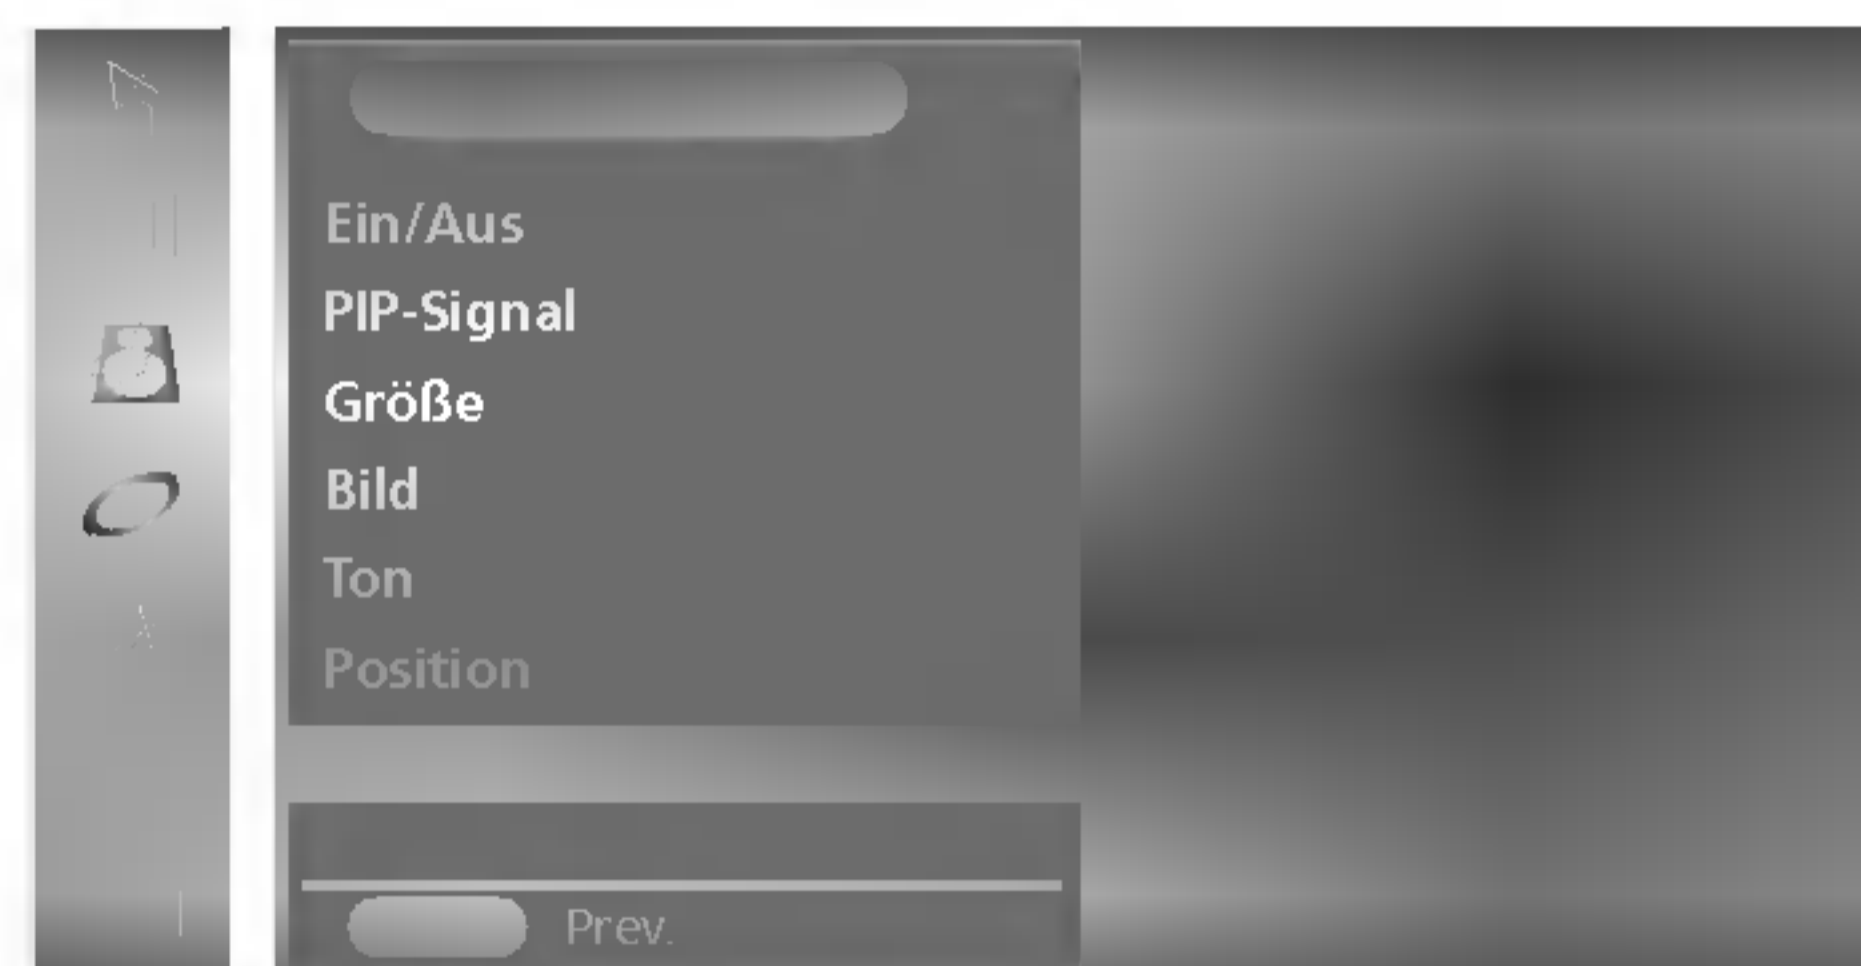 Ein/Aus
PIP-Signal
Größe
Bild
Ton
Position
Prev.